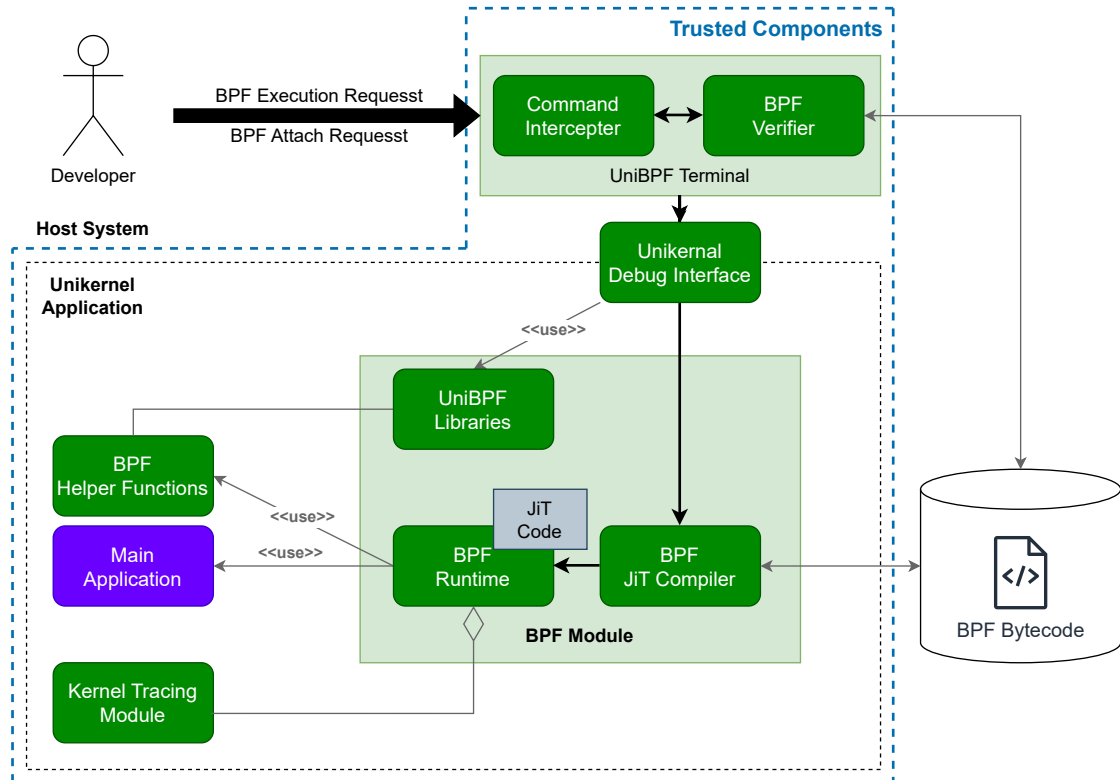 Trusted Components
BPF Execution Requesst
BPF Attach Requesst
Developer
Command
Intercepter
BPF
Verifier
UniBPF Terminal
Host System
Unikernal
Debug Interface
Unikernel
Application
<<use>>
UniBPF
Libraries
BPF
Helper Functions
<<use>>
JiT
Code
Main
Application
<<use>>
BPF
Runtime
BPF
JiT Compiler
</>
BPF Bytecode
BPF Module
Kernel Tracing
Module